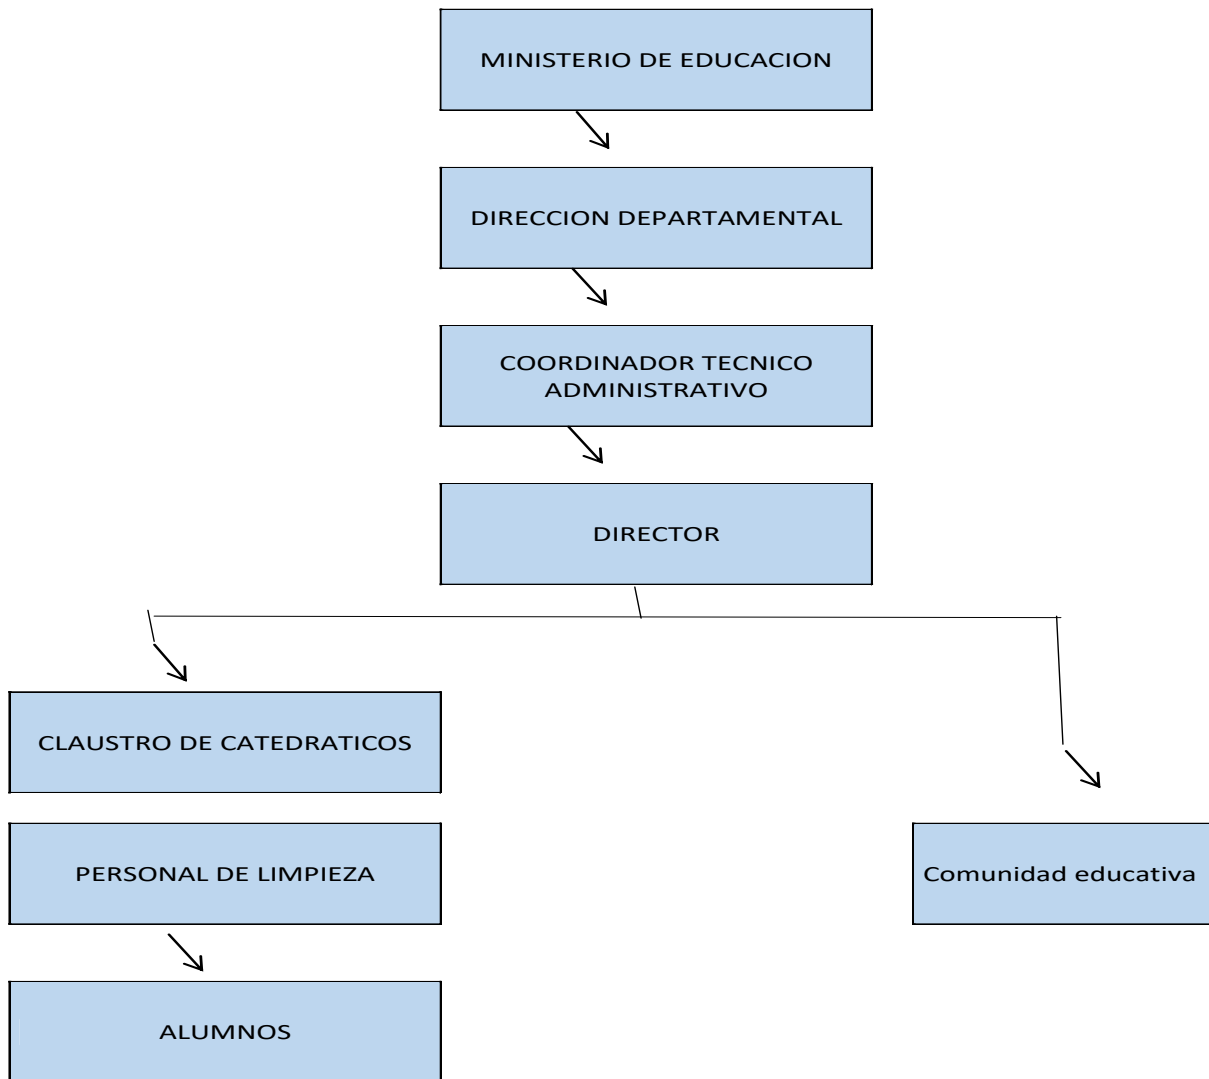 MINISTERIO DE EDUCACION
DIRECCION DEPARTAMENTAL
COORDINADOR TECNICO
ADMINISTRATIVO
DIRECTOR
CLAUSTRO DE CATEDRATICOS
PERSONAL DE LIMPIEZA
Comunidad educativa
ALUMNOS